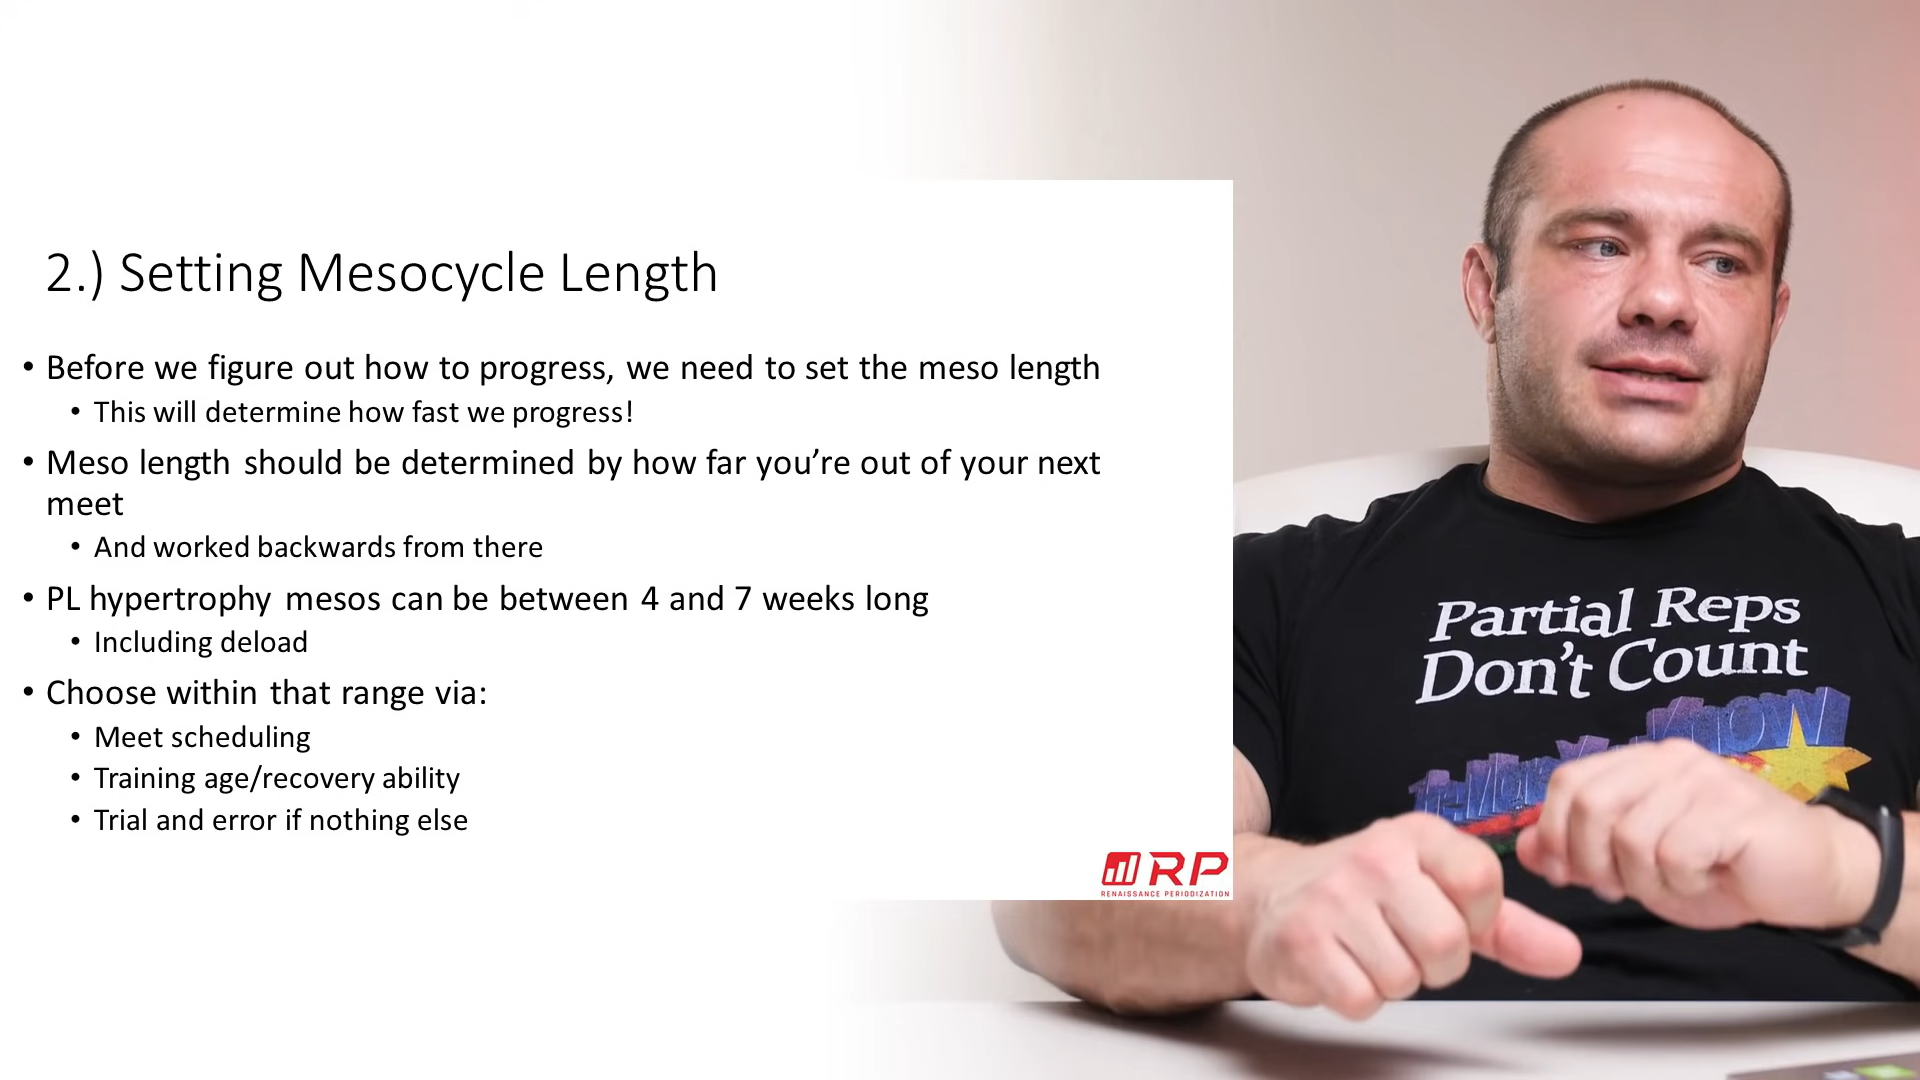 2.) Setting Mesocycle Length
• Before we figure out how to progress, we need to set the meso length
• This will determine how fast we progress!
• Meso length should be determined by how far you’re out of your next
meet
• And worked backwards from there
• PL hypertrophy mesos can be between 4 and 7 weeks long
• Including deload
• Choose within that range via:
• Meet scheduling
• Training age/recovery ability
• Trial and error if nothing else
RP
RENAISSANCE PERIODIZATION
Partial Reps
Don't Count
The More You Know